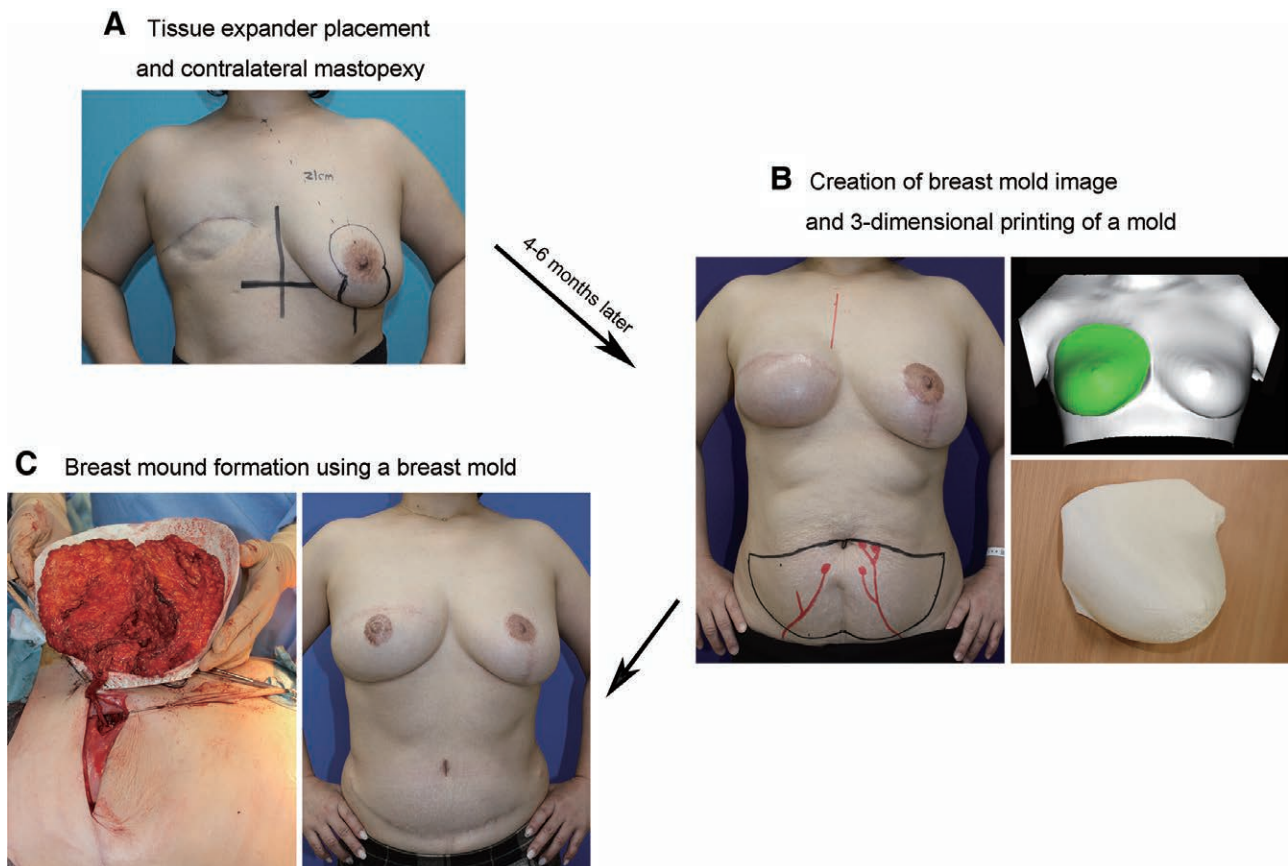 A Tissue expander placement
and contralateral mastopexy
21cm
4-6 months later
B Creation of breast mold image
and 3-dimensional printing of a mold
C Breast mound formation using a breast mold